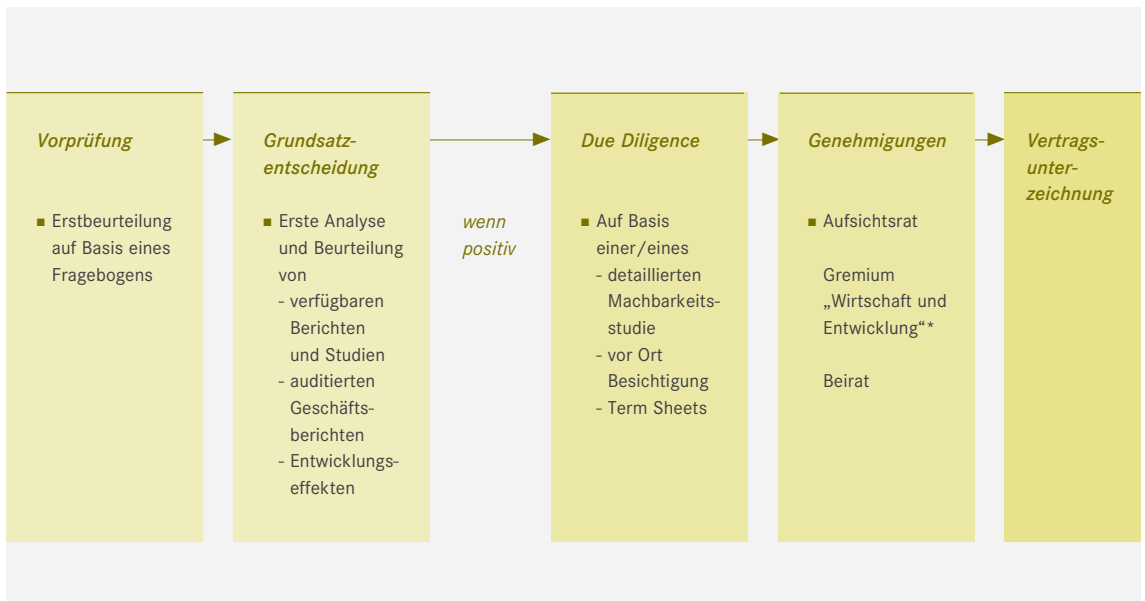 Vorprüfung
■ Erstbeurteilung
auf Basis eines
Fragebogens
Grundsatz-
entscheidung
■ Erste Analyse
und Beurteilung
von
- verfügbaren
Berichten
und Studien
- auditierten
Geschäfts-
berichten
- Entwicklungs-
effekten
wenn
positiv
Due Diligence
■ Auf Basis
einer/eines
- detaillierten
Machbarkeits-
studie
- vor Ort
Besichtigung
- Term Sheets
Genehmigungen
■ Aufsichtsrat
Gremium
„Wirtschaft und
Entwicklung“*
Beirat
Vertrags-
unter-
zeichnung